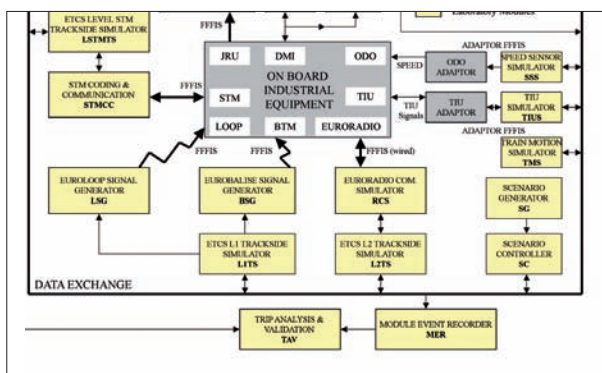 Laboratory Modules
ETCS LEVEL STM
TRACKSIDE SIMULATOR
LSTMTS
FFFIS
JRU
DMI
ODO
ADAPTOR FFFIS
SPEED
ODO
ADAPTOR
SPEED SENSOR
SIMULATOR
SSS
ON BOARD
INDUSTRIAL
EQUIPMENT
STM CODING &
COMMUNICATION
STMCC
FFFIS
STM
TIU
TIU
Signals
TIU
ADAPTOR
TIU
SIMULATOR
TIUS
LOOP
BTM
EURORADIO
ADAPTOR FFFIS
FFFIS
FFFIS
FFFIS (wired)
TRAIN MOTION
SIMULATOR
TMS
EUROLOOP SIGNAL
GENERATOR
LSG
EUROBALISE SIGNAL
GENERATOR
BSG
EURORADIO COM.
SIMULATOR
RCS
SCENARIO
GENERATOR
SG
ETCS L1 TRACKSIDE
SIMULATOR
L1TS
ETCS L2 TRACKSIDE
SIMULATOR
L2TS
SCENARIO
CONTROLLER
SC
DATA EXCHANGE
TRIP ANALYSIS &
VALIDATION
TAV
MODULE EVENT RECORDER
MER